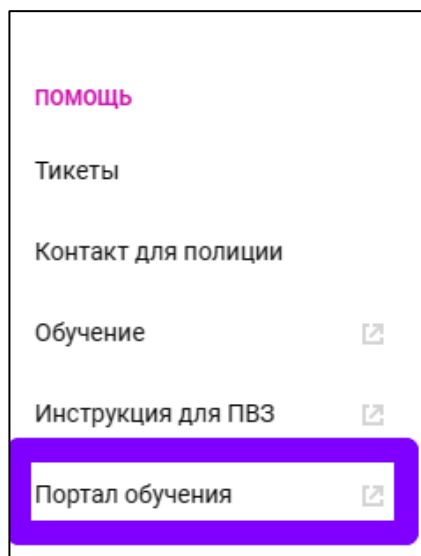 ПОМОЩЬ
Тикеты
Контакт для полиции
Обучение
Инструкция для ПВЗ
Портал обучения